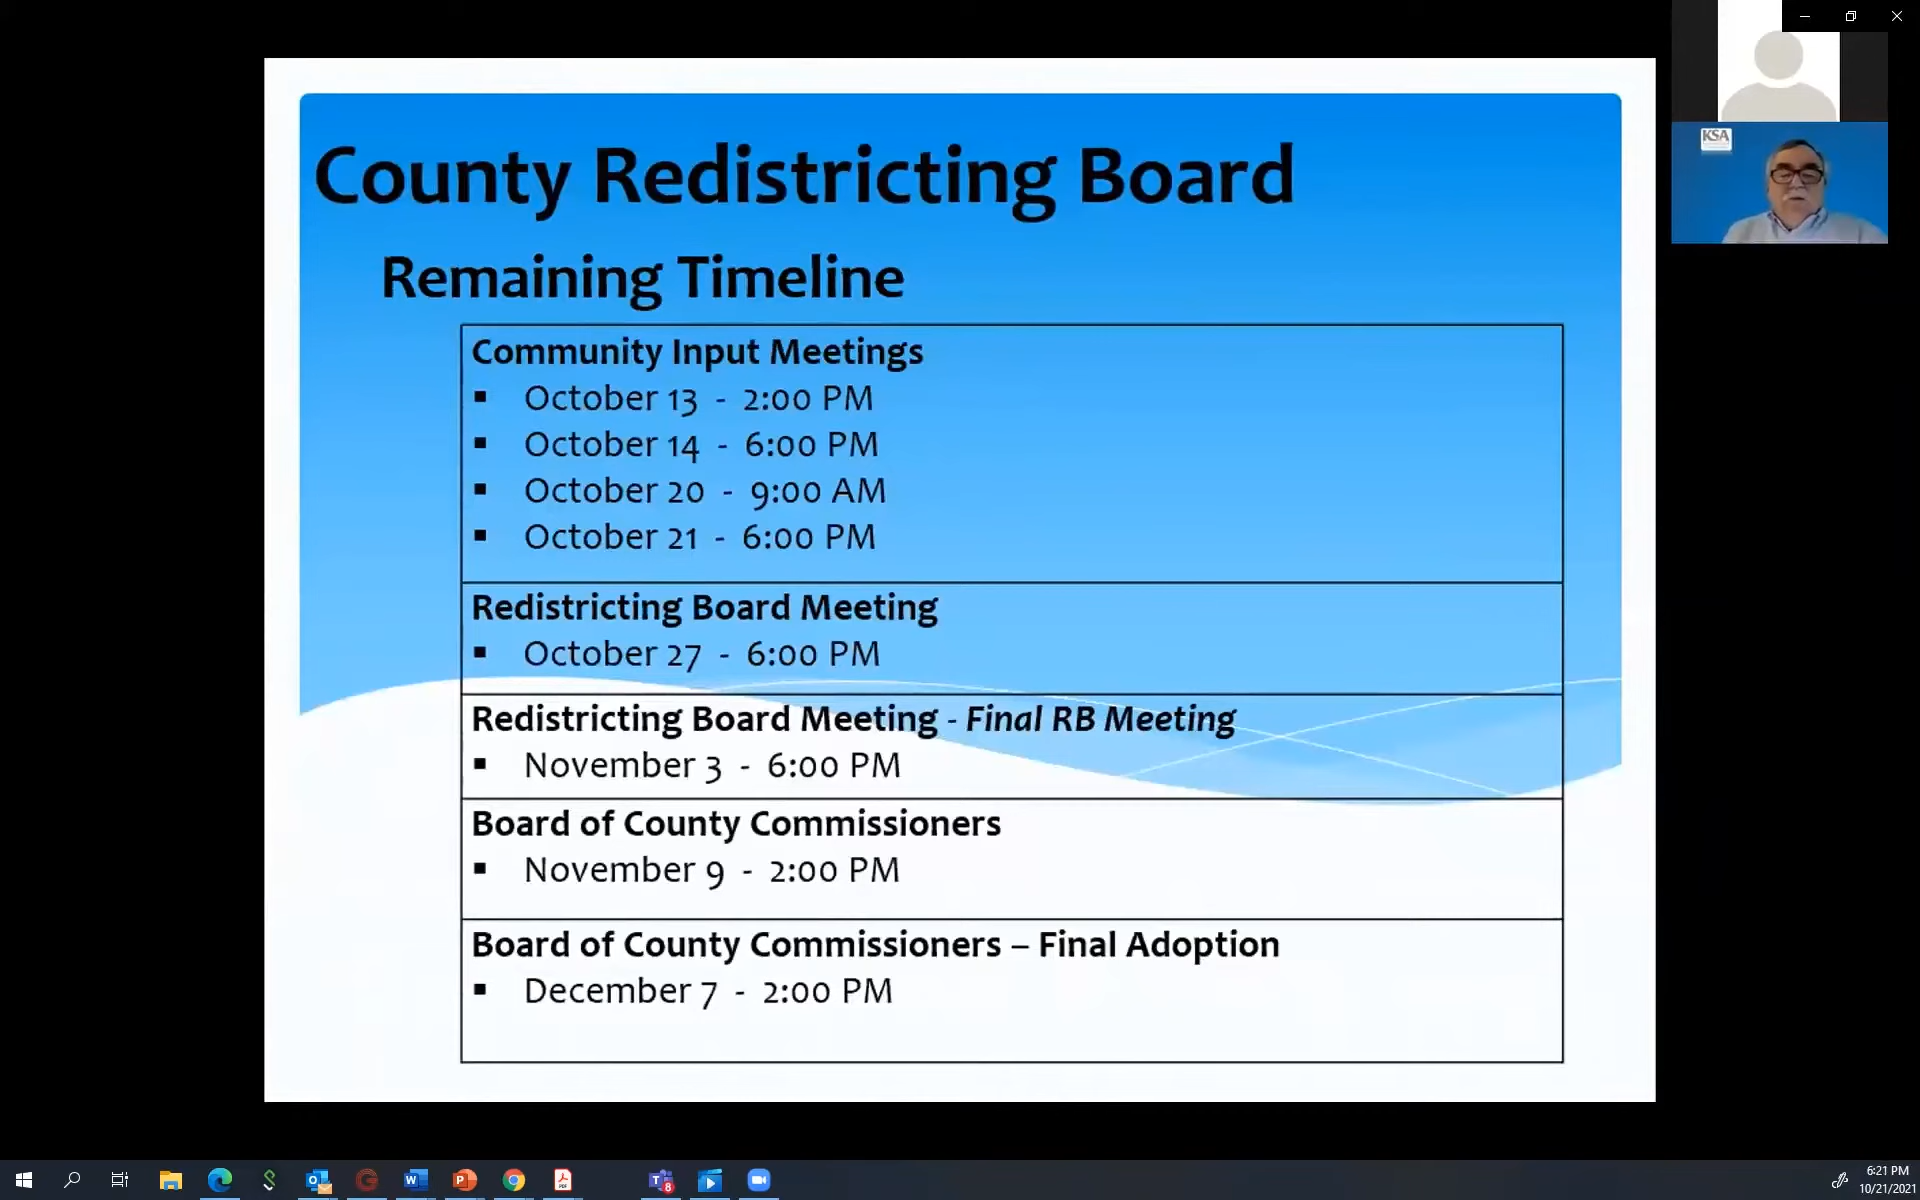 County Redistricting Board
Remaining Timeline
Community Input Meetings
▪ October 13 - 2:00 PM
▪ October 14 - 6:00 PM
▪ October 20 - 9:00 AM
▪ October 21 - 6:00 PM
Redistricting Board Meeting
▪ October 27 - 6:00 PM
Redistricting Board Meeting - Final RB Meeting
▪ November 3 - 6:00 PM
Board of County Commissioners
▪ November 9 - 2:00 PM
Board of County Commissioners – Final Adoption
▪ December 7 - 2:00 PM
KSA
6:21 PM
10/21/2021